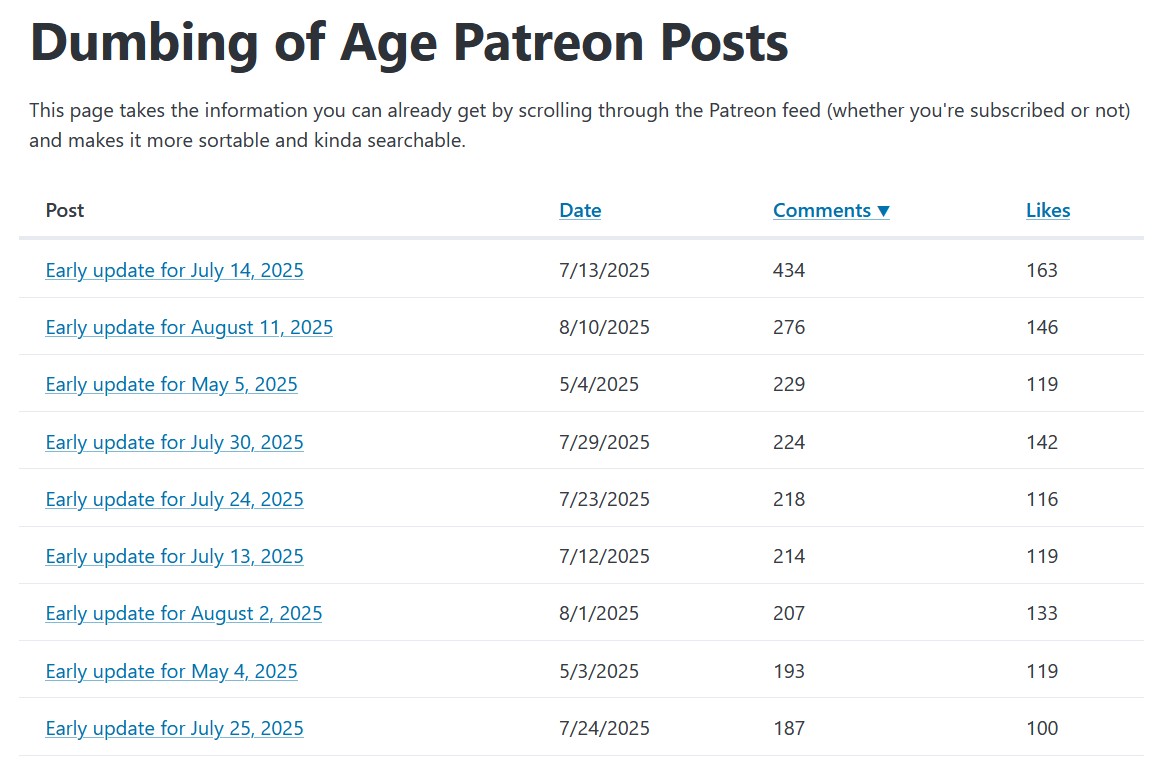 Dumbing of Age Patreon Posts
This page takes the information you can already get by scrolling through the Patreon feed (whether you're subscribed or not)
and makes it more sortable and kinda searchable.
Post Date Comments ▼ Likes
Early update for July 14, 2025 7/13/2025 434 163
Early update for August 11, 2025 8/10/2025 276 146
Early update for May 5, 2025 5/4/2025 229 119
Early update for July 30, 2025 7/29/2025 224 142
Early update for July 24, 2025 7/23/2025 218 116
Early update for July 13, 2025 7/12/2025 214 119
Early update for August 2, 2025 8/1/2025 207 133
Early update for May 4, 2025 5/3/2025 193 119
Early update for July 25, 2025 7/24/2025 187 100